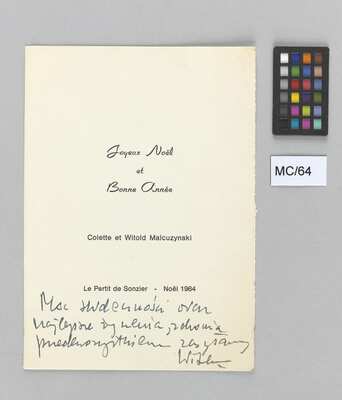 Joyeux Noël
et
Bonne Année
Colette et Witold Malcuzynski
Le Pertit de Sonzier - Noël 1964
Moc serdeczności oraz
najlepsze życzenia, zdrowia
przedewszystkiem
Witek
MC/64